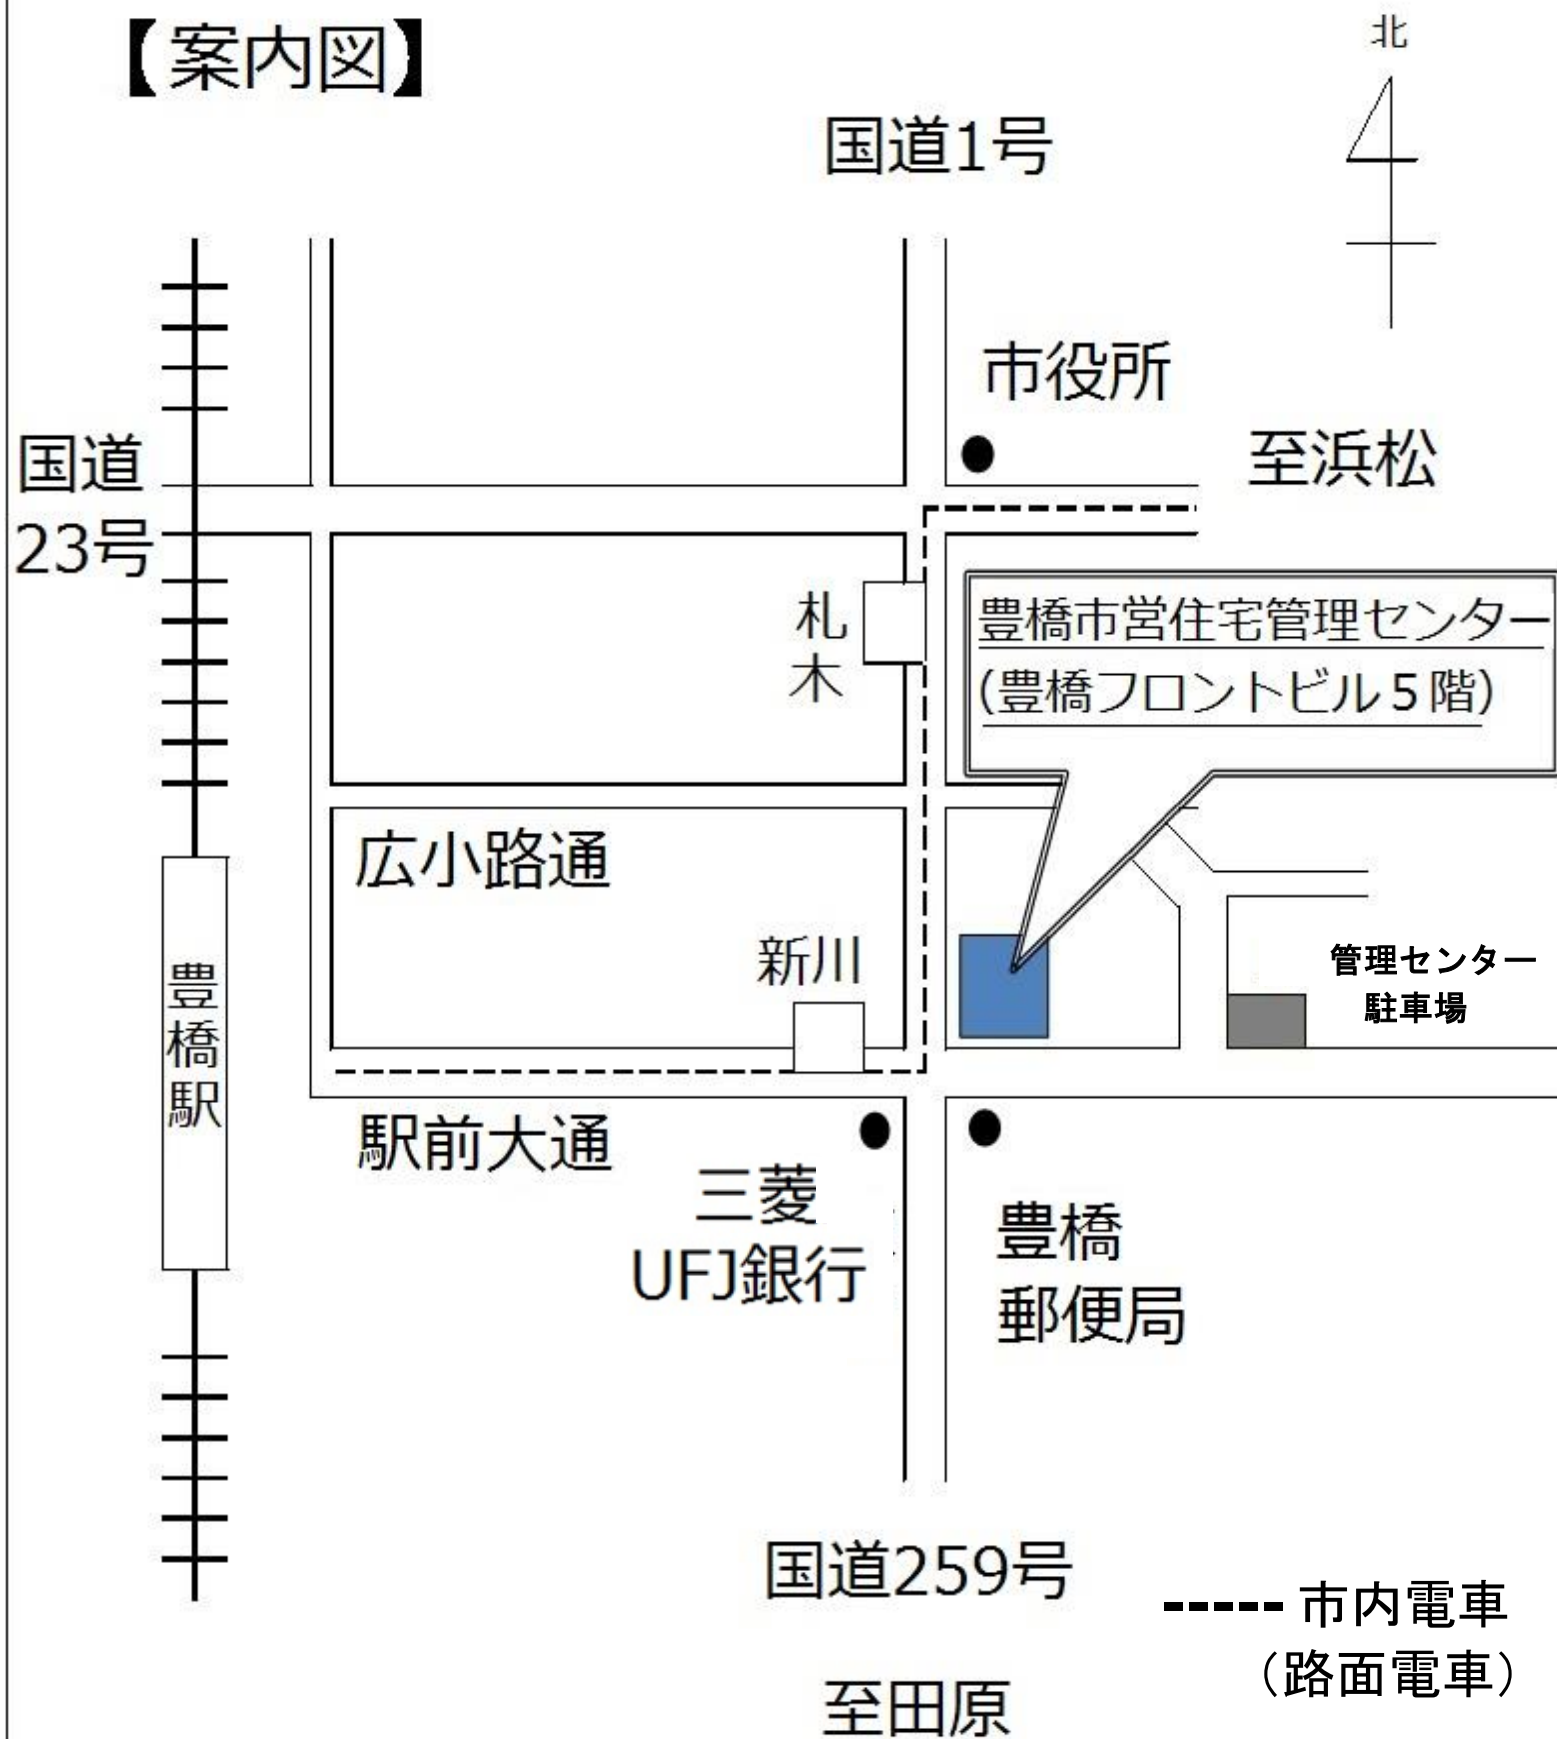 【案内図】
北
国道1号
市役所
至浜松
国道
23号
札木
豊橋市営住宅管理センター
(豊橋フロントビル5階)
広小路通
新川
管理センター
駐車場
豊橋駅
駅前大通
三菱
UFJ銀行
豊橋
郵便局
国道259号
市内電車
(路面電車)
至田原